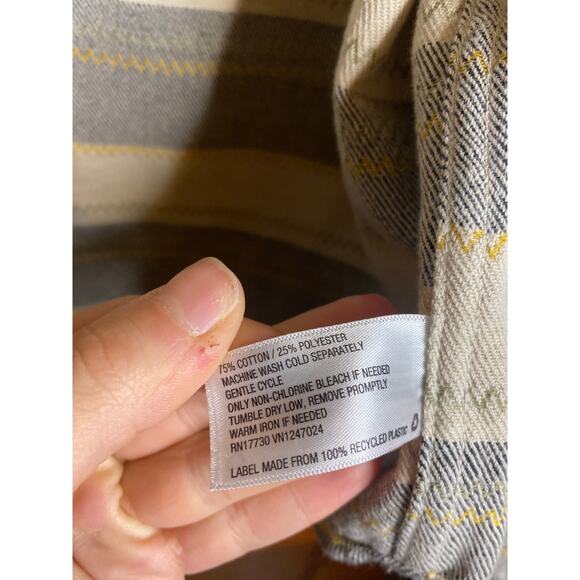 75% COTTON / 25% POLYESTER
MACHINE WASH COLD SEPARATELY
GENTLE CYCLE
ONLY NON-CHLORINE BLEACH IF NEEDED
TUMBLE DRY LOW, REMOVE PROMPTLY
WARM IRON IF NEEDED
RN17730 VN1247024
LABEL MADE FROM 100% RECYCLED PLASTIC